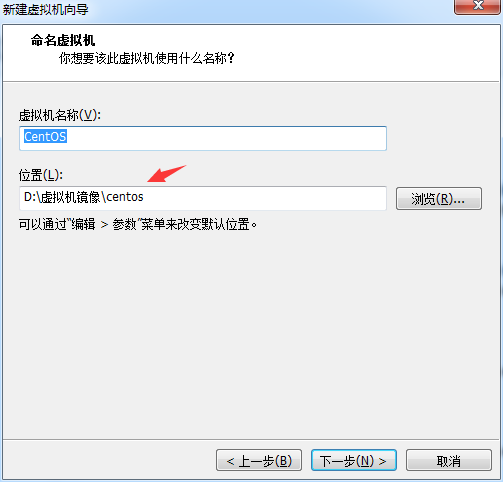 新建虚拟机向导
命名虚拟机
你想要该此虚拟机使用什么名称？
虚拟机名称(V):
CentOS
位置(L):
D:\虚拟机镜像\centos
浏览(R)...
可以通过“编辑 > 参数”菜单来改变默认位置。
< 上一步(B)
下一步(N) >
取消